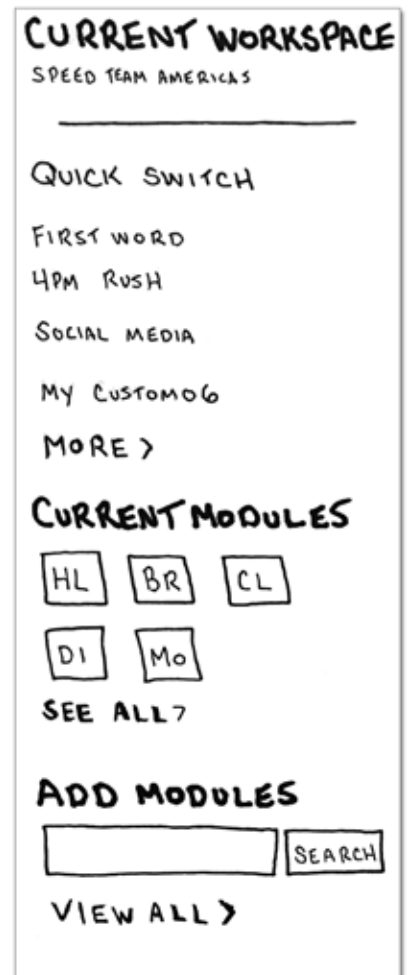 CURRENT WORKSPACE
SPEED TEAM AMERICAS
QUICK SWITCH
FIRST WORD
4PM RUSH
SOCIAL MEDIA
MY CUSTOM06
MORE >
CURRENT MODULES
HL BR CL
DI Mo
SEE ALL >
ADD MODULES
SEARCH
VIEW ALL >